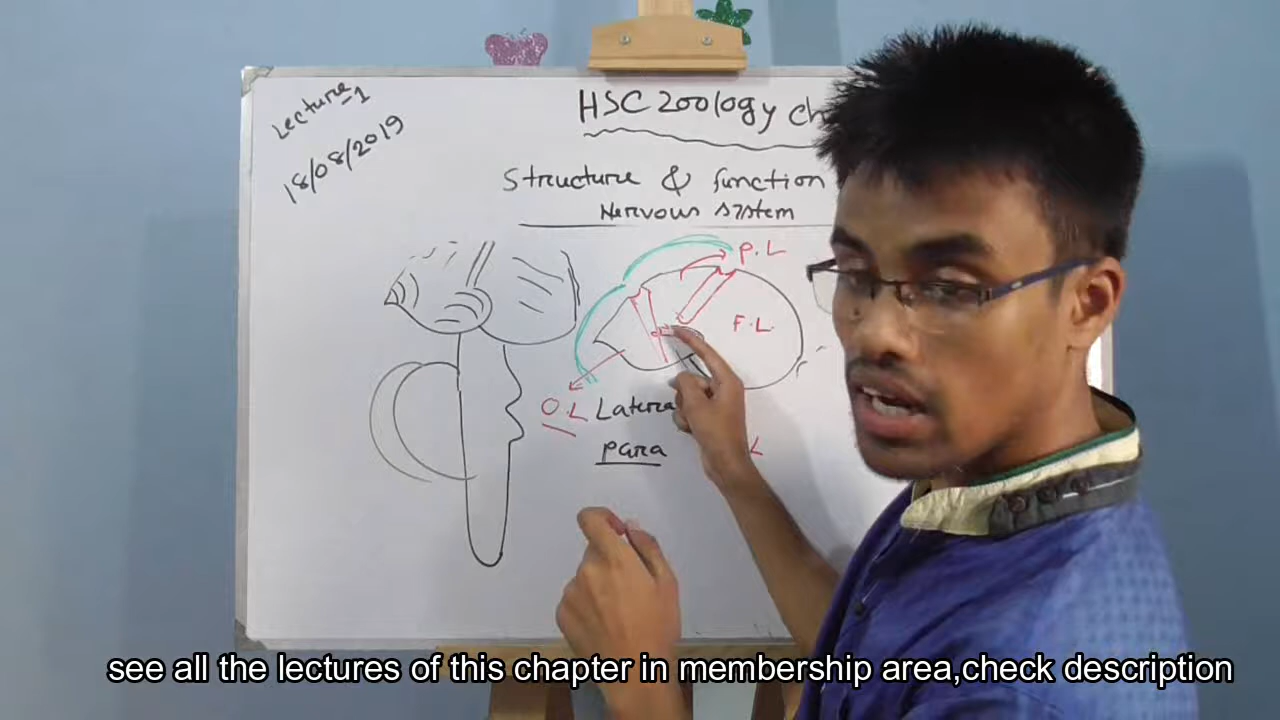 Lecture-1
18/08/2019
HSC Zoology Ch
Structure & function
Nervous system
P.L
F.L.
O.L
Latera
para
L
see all the lectures of this chapter in membership area,check description